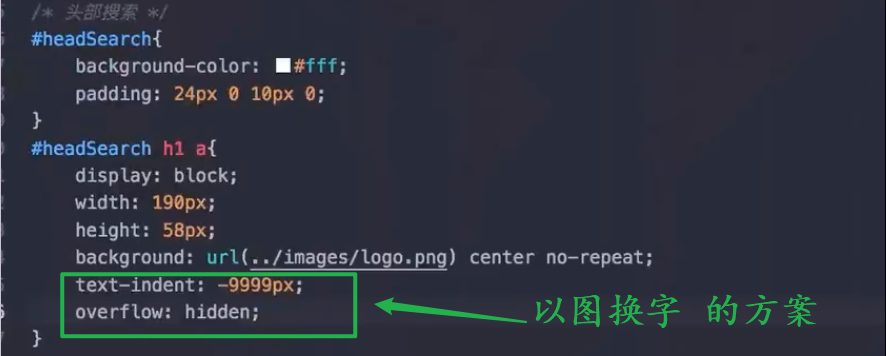 /* 头部搜索 */
#headSearch{
background-color: #fff;
padding: 24px 0 10px 0;
}
#headSearch h1 a{
display: block;
width: 190px;
height: 58px;
background: url(../images/logo.png) center no-repeat;
text-indent: -9999px;
overflow: hidden;
以图换字 的方案
}